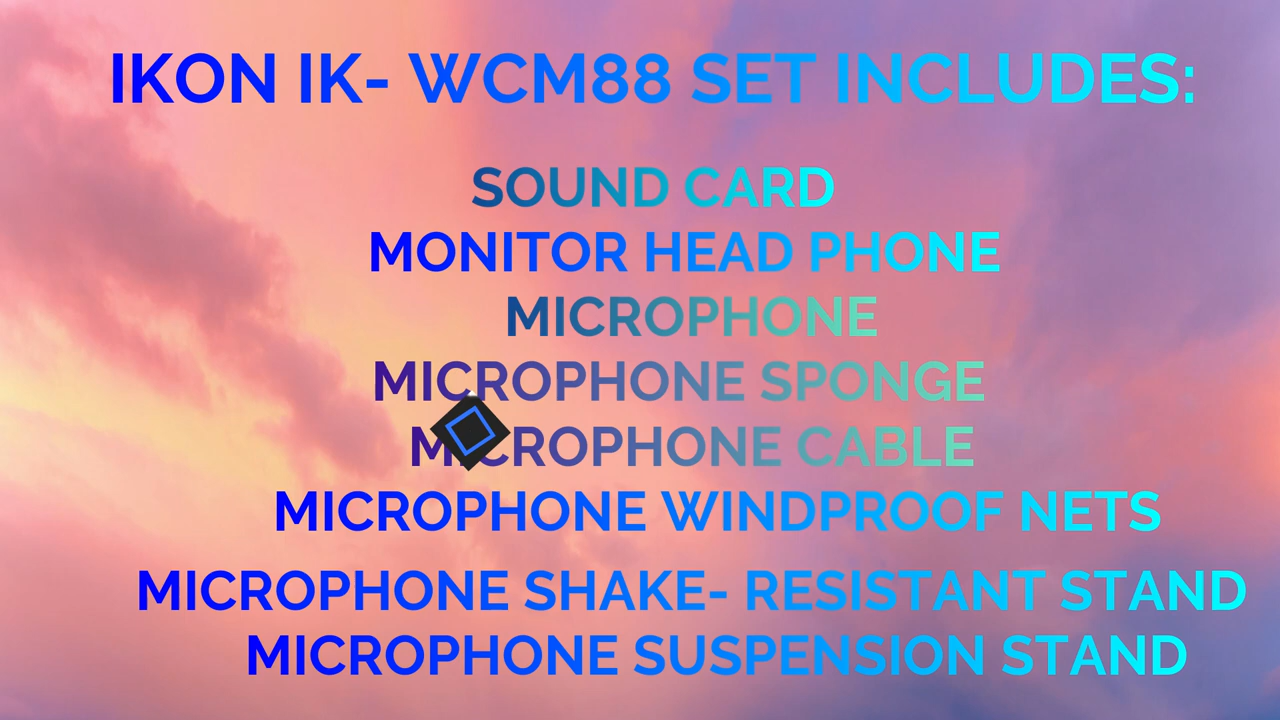 IKON IK- WCM88 SET INCLUDES:
SOUND CARD
MONITOR HEAD PHONE
MICROPHONE
MICROPHONE SPONGE
MICROPHONE CABLE
MICROPHONE WINDPROOF NETS
MICROPHONE SHAKE- RESISTANT STAND
MICROPHONE SUSPENSION STAND